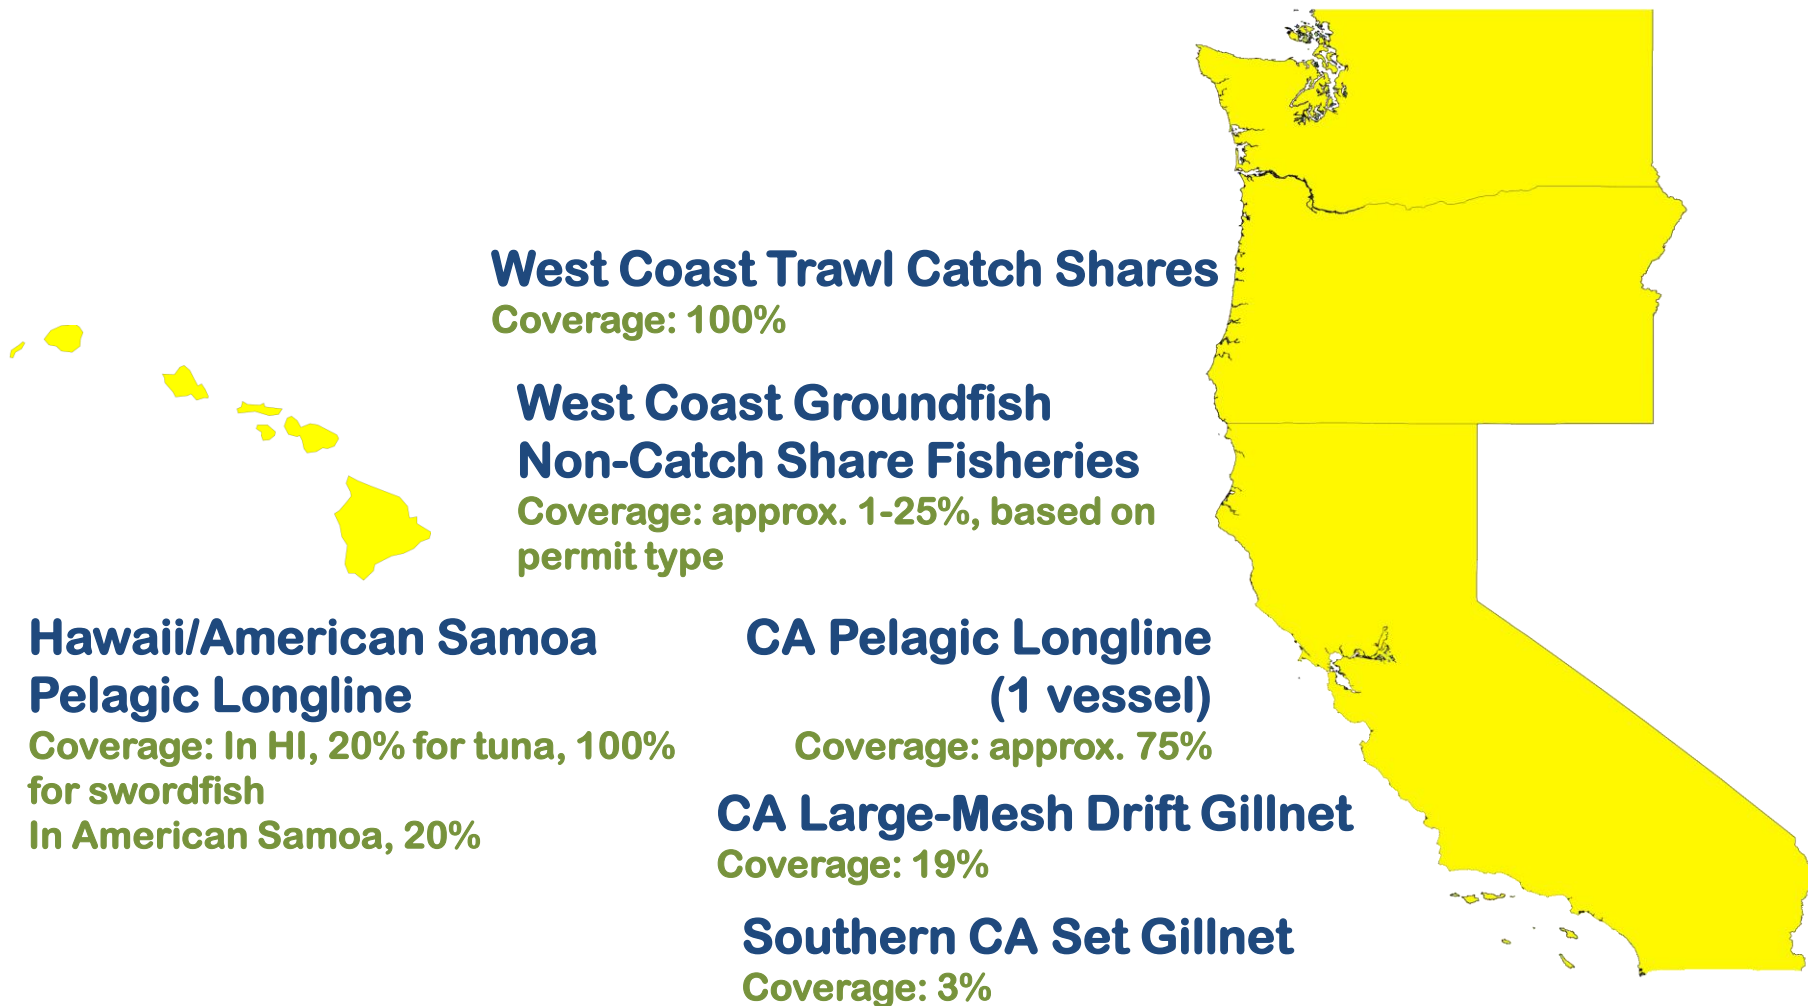 West Coast Trawl Catch Shares
Coverage: 100%
West Coast Groundfish
Non-Catch Share Fisheries
Coverage: approx. 1-25%, based on
permit type
Hawaii/American Samoa
Pelagic Longline
Coverage: In HI, 20% for tuna, 100%
for swordfish
In American Samoa, 20%
CA Pelagic Longline
(1 vessel)
Coverage: approx. 75%
CA Large-Mesh Drift Gillnet
Coverage: 19%
Southern CA Set Gillnet
Coverage: 3%